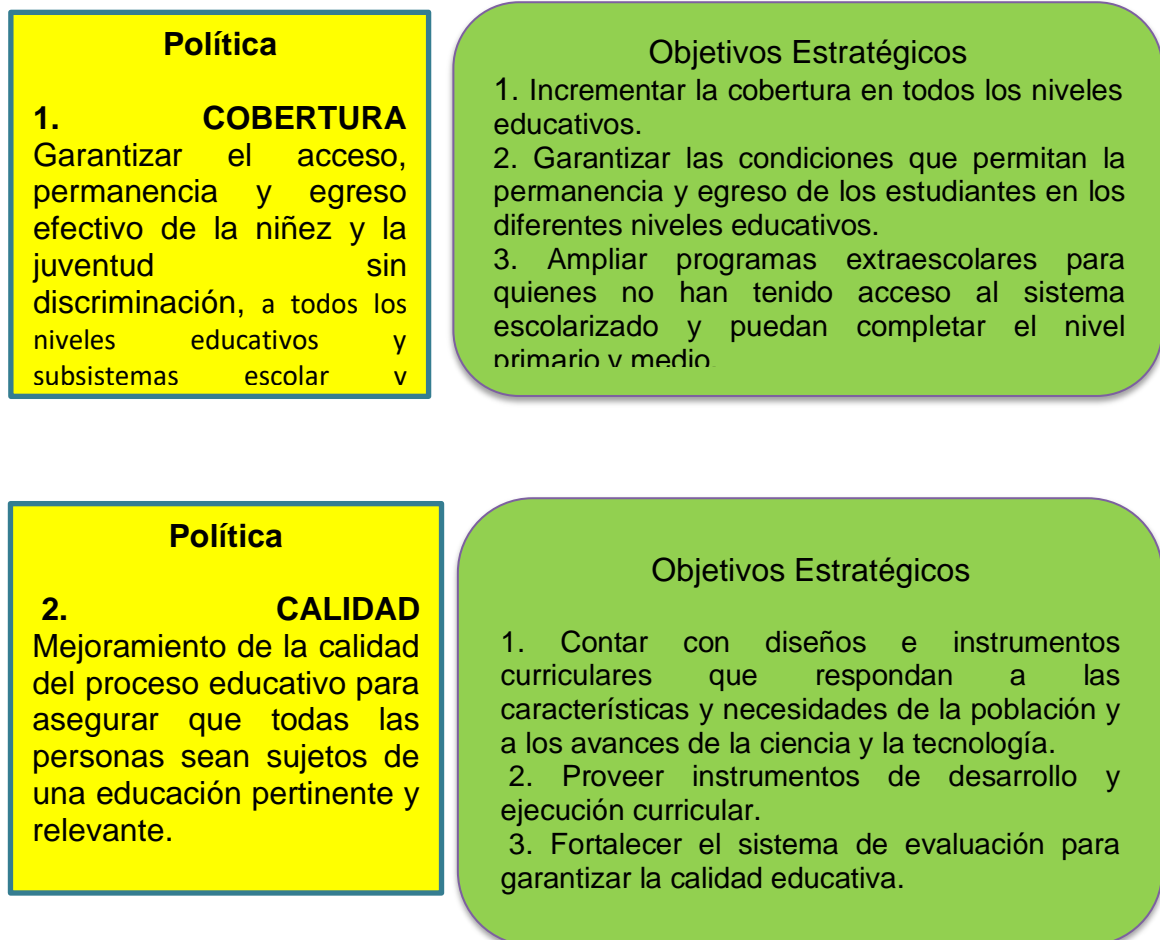 Política
1. COBERTURA
Garantizar el acceso,
permanencia y egreso
efectivo de la niñez y la
juventud sin
discriminación, a todos los
niveles educativos y
subsistemas escolar y
Objetivos Estratégicos
1. Incrementar la cobertura en todos los niveles
educativos.
2. Garantizar las condiciones que permitan la
permanencia y egreso de los estudiantes en los
diferentes niveles educativos.
3. Ampliar programas extraescolares para
quienes no han tenido acceso al sistema
escolarizado y puedan completar el nivel
primario y medio.
Política
2. CALIDAD
Mejoramiento de la calidad
del proceso educativo para
asegurar que todas las
personas sean sujetos de
una educación pertinente y
relevante.
Objetivos Estratégicos
1. Contar con diseños e instrumentos
curriculares que respondan a las
características y necesidades de la población y
a los avances de la ciencia y la tecnología.
2. Proveer instrumentos de desarrollo y
ejecución curricular.
3. Fortalecer el sistema de evaluación para
garantizar la calidad educativa.